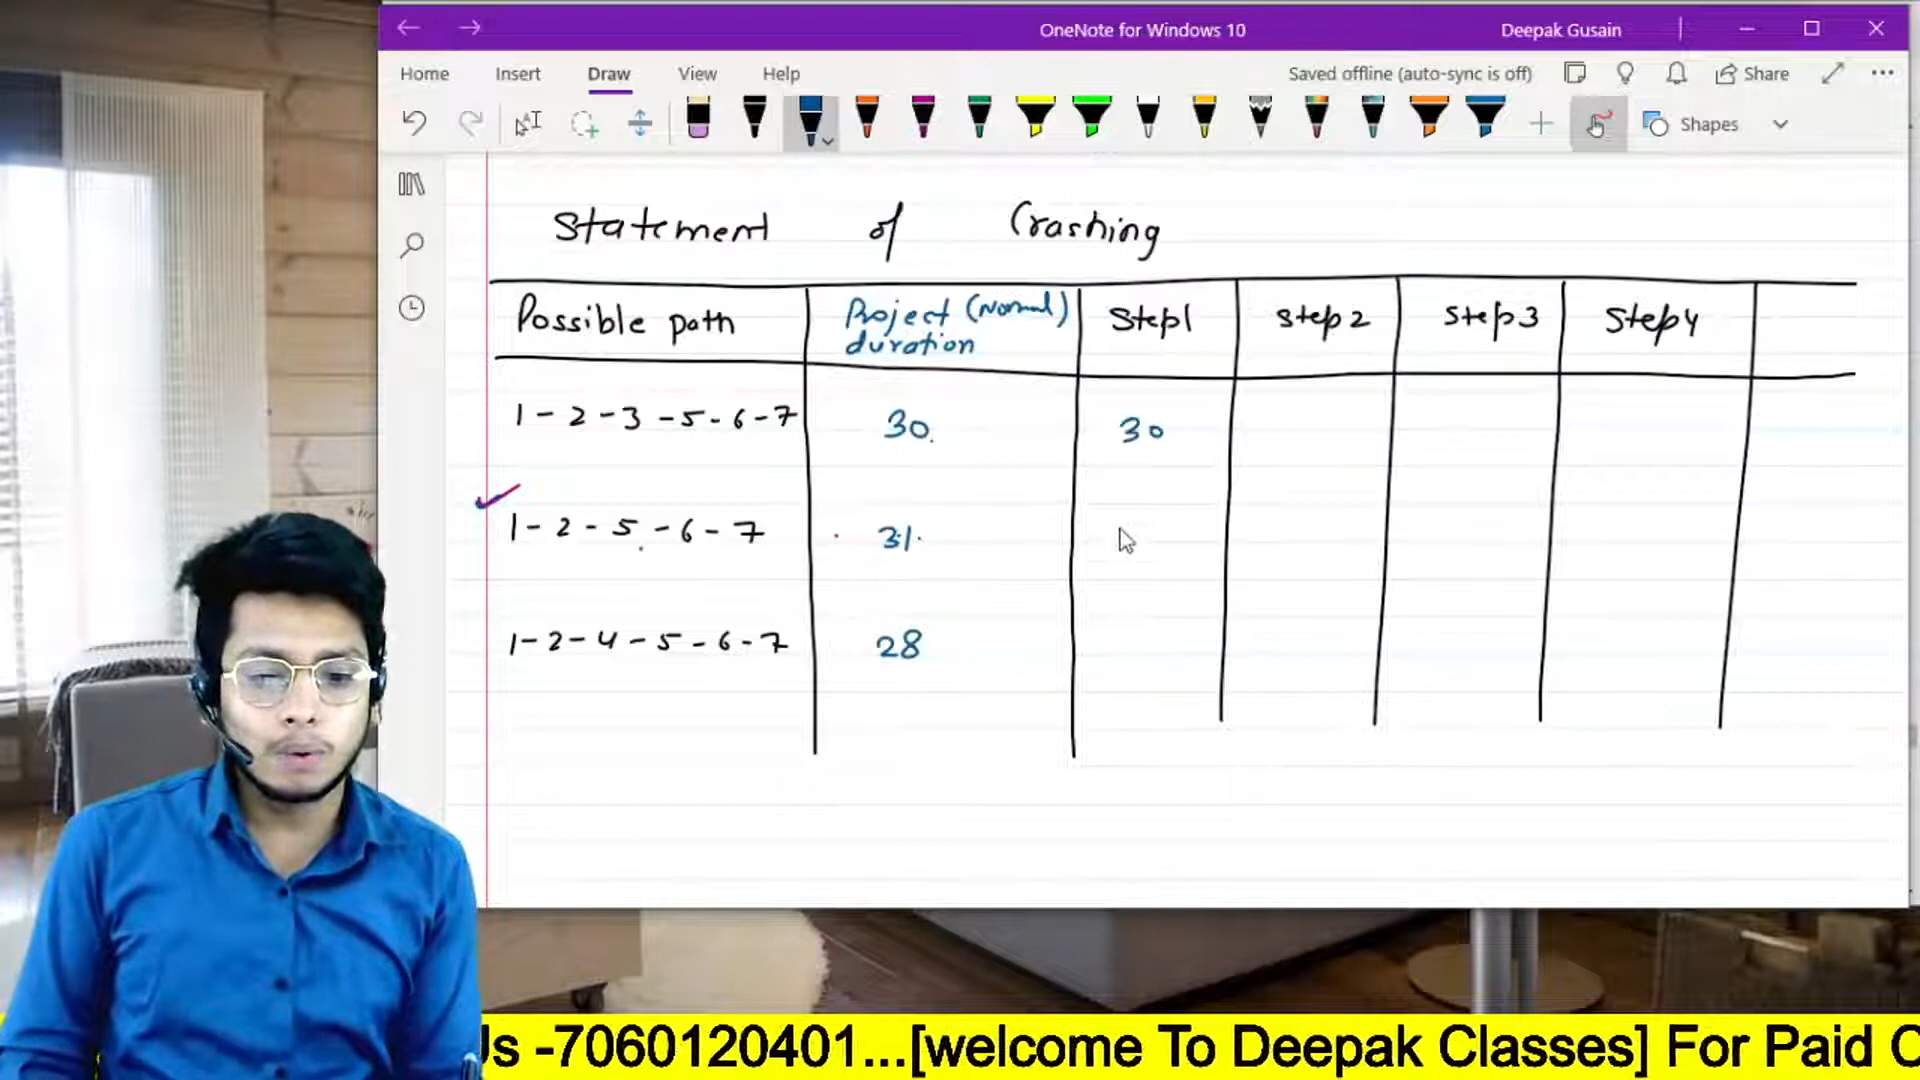 OneNote for Windows 10 Deepak Gusain
Home Insert Draw View Help Saved offline (auto-sync is off) Share
Shapes
Statement of Crashing
Possible path Project (Normal) duration Step1 Step2 Step3 Step4
1 - 2 - 3 - 5 - 6 - 7 30. 30
1 - 2 - 5 - 6 - 7 31.
1 - 2 - 4 - 5 - 6 - 7 28
Us -7060120401...[welcome To Deepak Classes] For Paid C